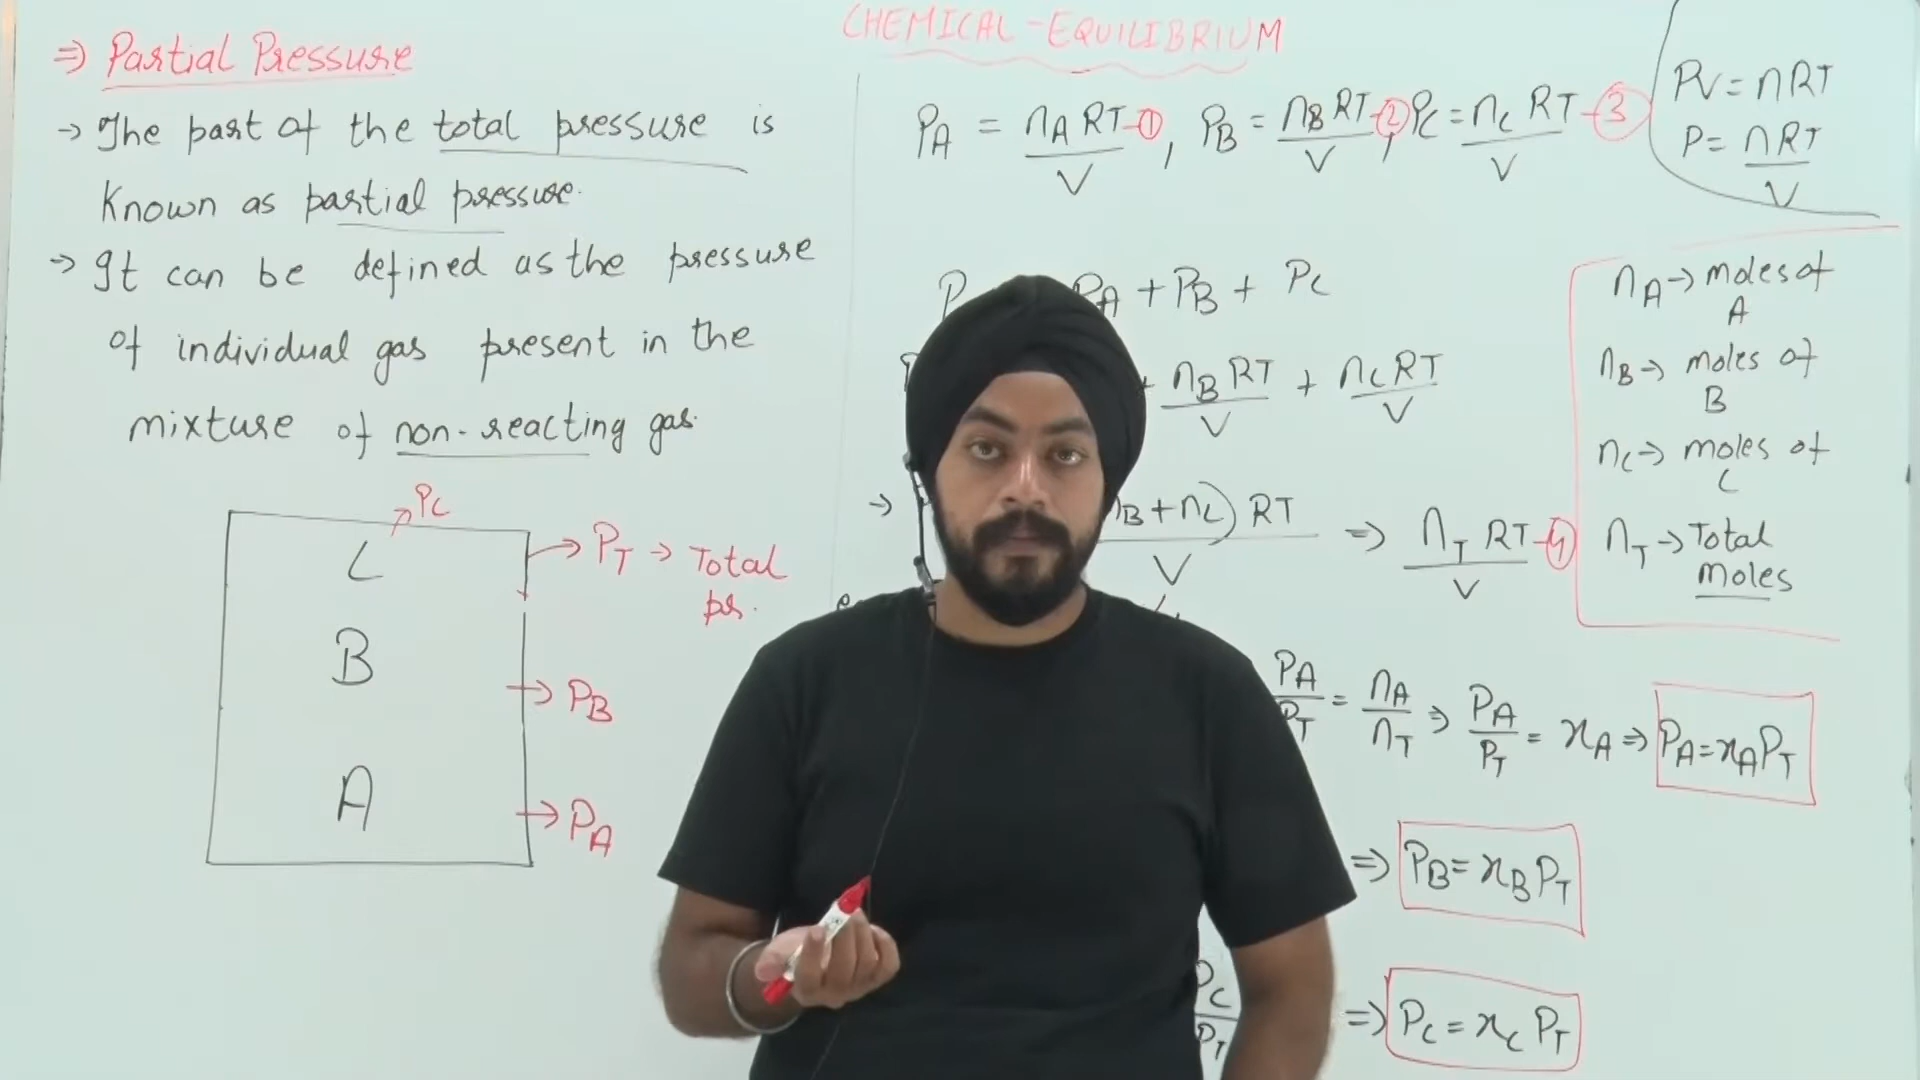 CHEMICAL-EQUILIBRIUM
⇒ Partial Pressure
→ The part of the total pressure is
known as partial pressure.
→ It can be defined as the pressure
of individual gas present in the
mixture of non-reacting gas.
PC
C
B
A
→ PT → Total
pr.
→ PB
→ PA
PA = nA RT/V -①, PB = nB RT/V -②, PC = nC RT/V -③
PV = nRT
P = nRT/V
P PA + PB + PC
nB RT/V + nC RT/V
→ B + nC) RT/V ⇒ nT RT/V -④
nA → moles of
A
nB → moles of
B
nC → moles of
C
nT → Total
moles
PA/PT = nA/nT ⇒ PA/PT = xA ⇒ PA = xA PT
⇒ PB = xB PT
PC/PT ⇒ PC = xC PT